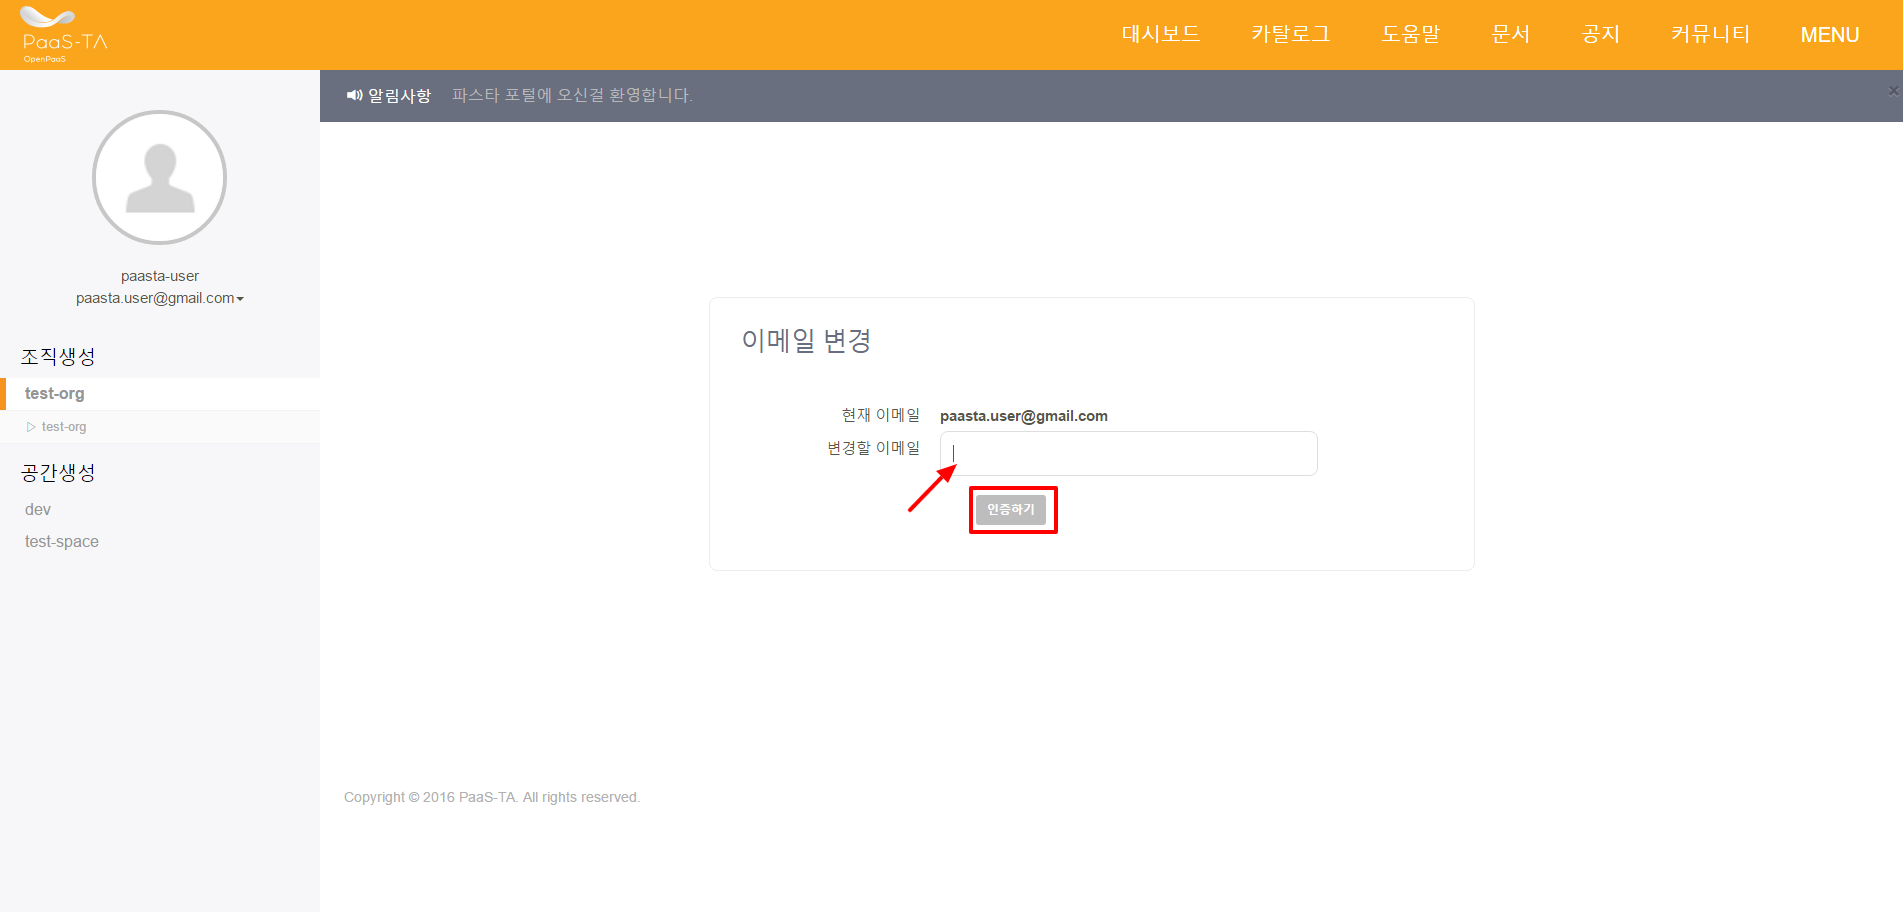 PaaS-TA
OpenPaaS
대시보드 카탈로그 도움말 문서 공지 커뮤니티 MENU
알림사항 파스타 포털에 오신걸 환영합니다.
paasta-user
paasta.user@gmail.com
조직생성
test-org
test-org
공간생성
dev
test-space
이메일 변경
현재 이메일 paasta.user@gmail.com
변경할 이메일
인증하기
Copyright © 2016 PaaS-TA. All rights reserved.